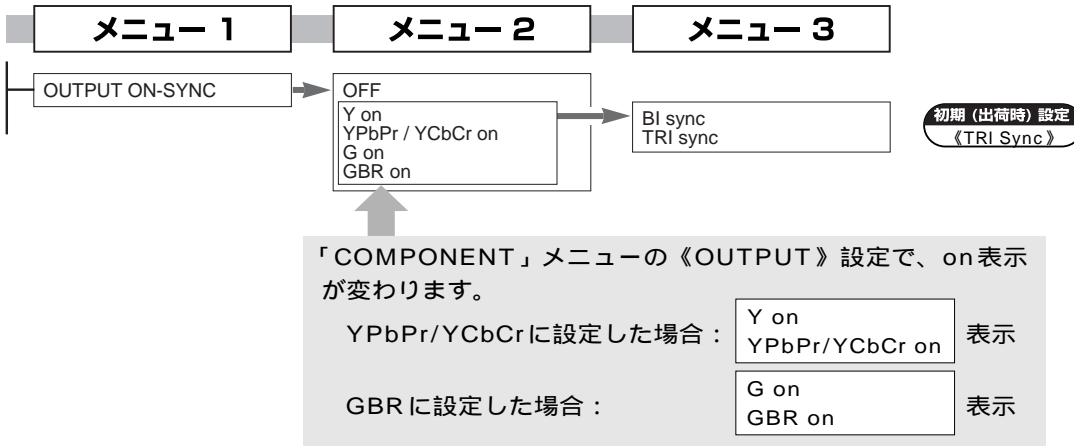 メニュー 1
メニュー 2
メニュー 3
OUTPUT ON-SYNC
OFF
Y on
YPbPr / YCbCr on
G on
GBR on
BI sync
TRI sync
初期 (出荷時) 設定
《TRI Sync》
「COMPONENT」メニューの《OUTPUT》設定で、on表示
が変わります。
YPbPr/YCbCrに設定した場合：
Y on
YPbPr/YCbCr on
表示
GBRに設定した場合：
G on
GBR on
表示